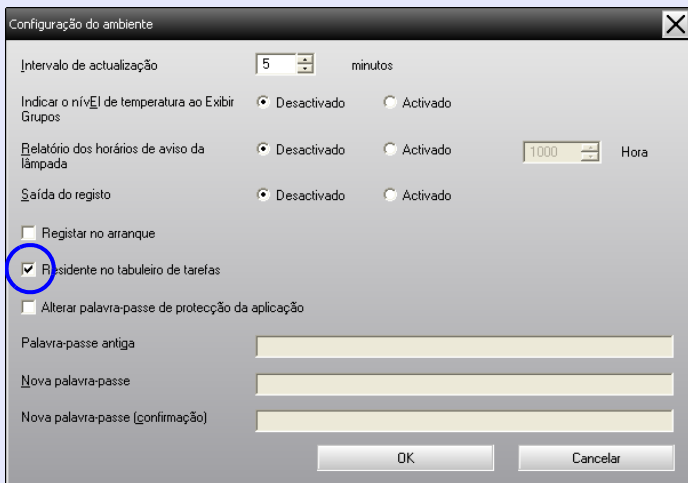 Configuração do ambiente
Intervalo de actualização 5 minutos
Indicar o nívEl de temperatura ao Exibir Grupos Desactivado Activado
Relatório dos horários de aviso da lâmpada Desactivado Activado 1000 Hora
Saída do registo Desactivado Activado
Registar no arranque
Residente no tabuleiro de tarefas
Alterar palavra-passe de protecção da aplicação
Palavra-passe antiga
Nova palavra-passe
Nova palavra-passe (confirmação)
OK Cancelar